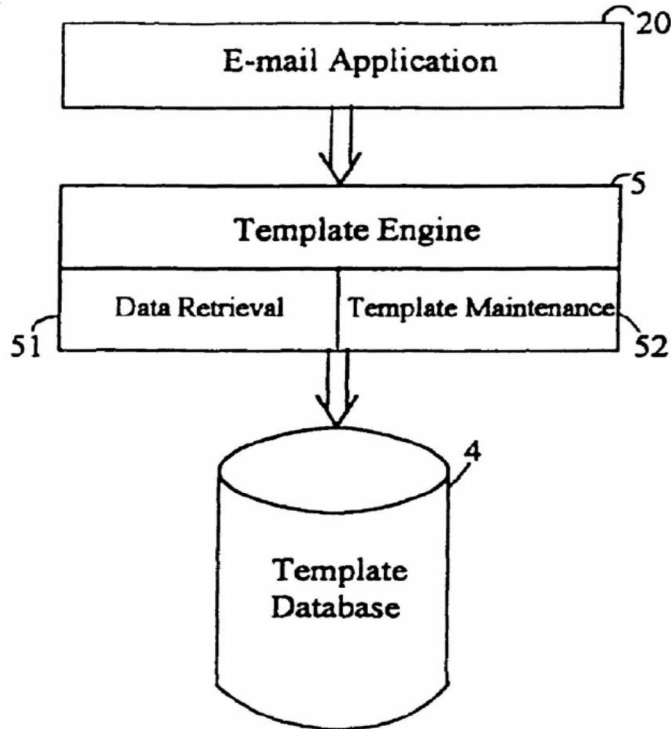 20
E-mail Application
5
Template Engine
Data Retrieval
Template Maintenance
51
52
4
Template
Database